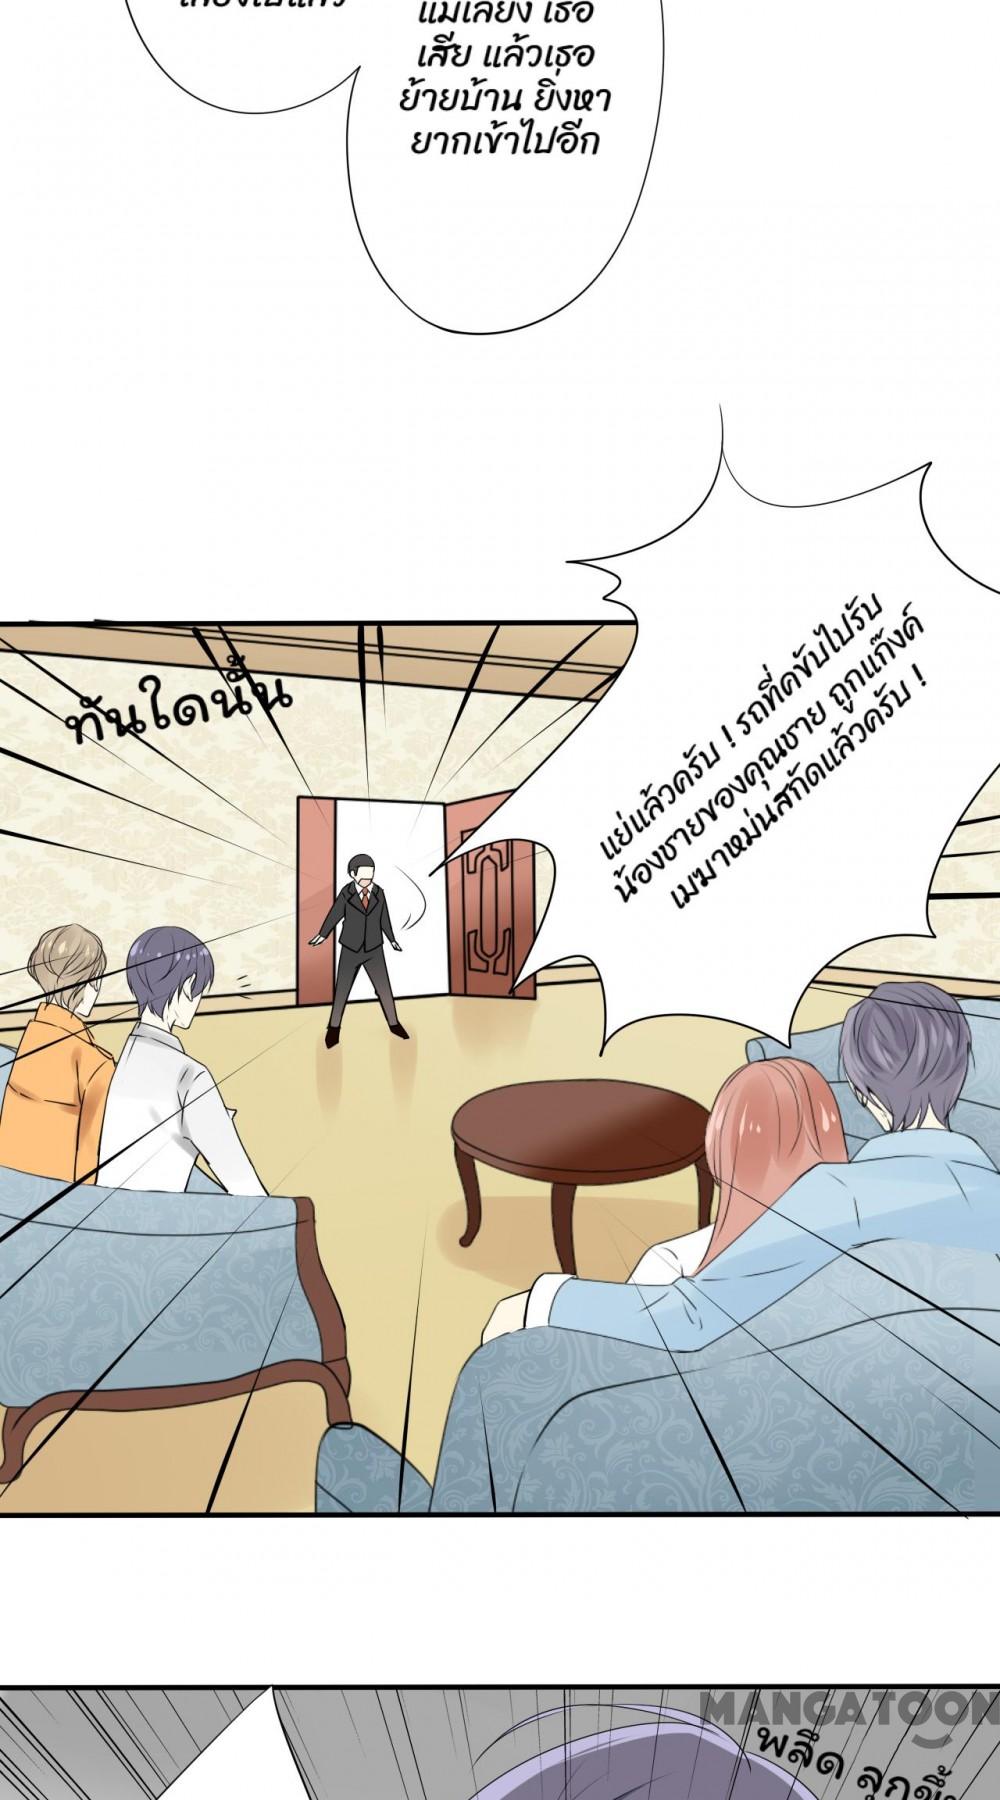 แม่เลี้ยง เธอ
เสีย แล้วเธอ
ย้ายบ้าน ยิ่งหา
ยากเข้าไปอีก
ทันใดนั้น
แย่แล้วครับ ! รถที่คขับไปรับ
น้องชายของคุณชาย ถูกแก๊งค์
เมฆาหม่นสกัดแล้วครับ !
MANGATOON
พลึด ลุกขึ้น